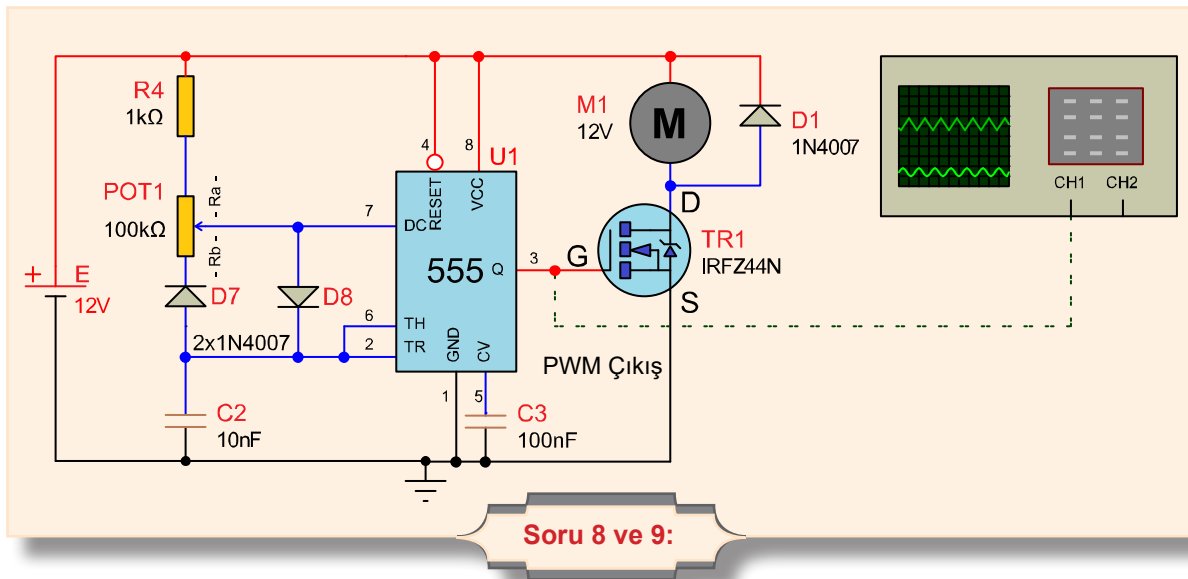 R4
1kΩ
POT1
100kΩ
- Rb - - Ra -
E
12V
+
D7
D8
2x1N4007
C2
10nF
4
8
U1
RESET
VCC
7
DC
555
Q
3
6
TH
2
TR
GND
CV
1
5
C3
100nF
M1
12V
M
D1
1N4007
D
G
TR1
IRFZ44N
S
PWM Çıkış
CH1
CH2
Soru 8 ve 9: